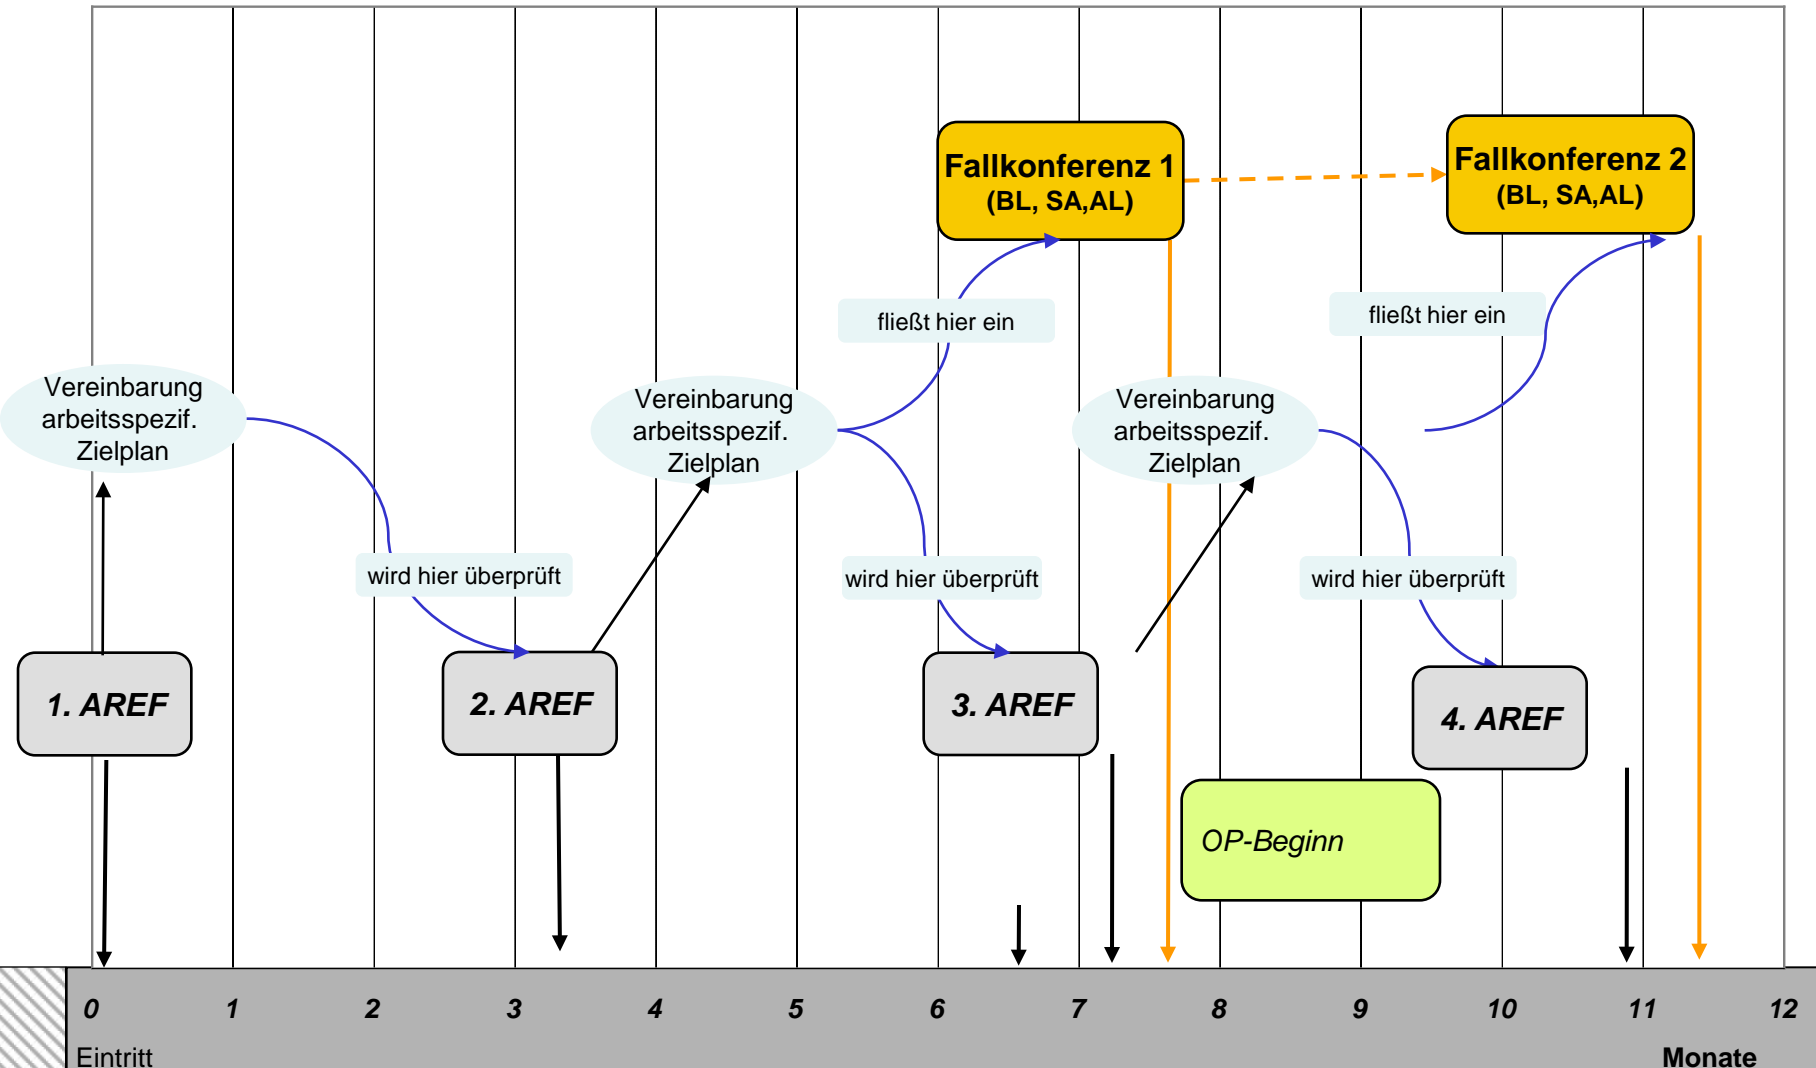 Fallkonferenz 1
(BL, SA,AL)
Fallkonferenz 2
(BL, SA,AL)
fließt hier ein
fließt hier ein
Vereinbarung
arbeitsspezif.
Zielplan
Vereinbarung
arbeitsspezif.
Zielplan
Vereinbarung
arbeitsspezif.
Zielplan
wird hier überprüft
wird hier überprüft
wird hier überprüft
1. AREF
2. AREF
3. AREF
4. AREF
OP-Beginn
0 1 2 3 4 5 6 7 8 9 10 11 12
Eintritt Monate